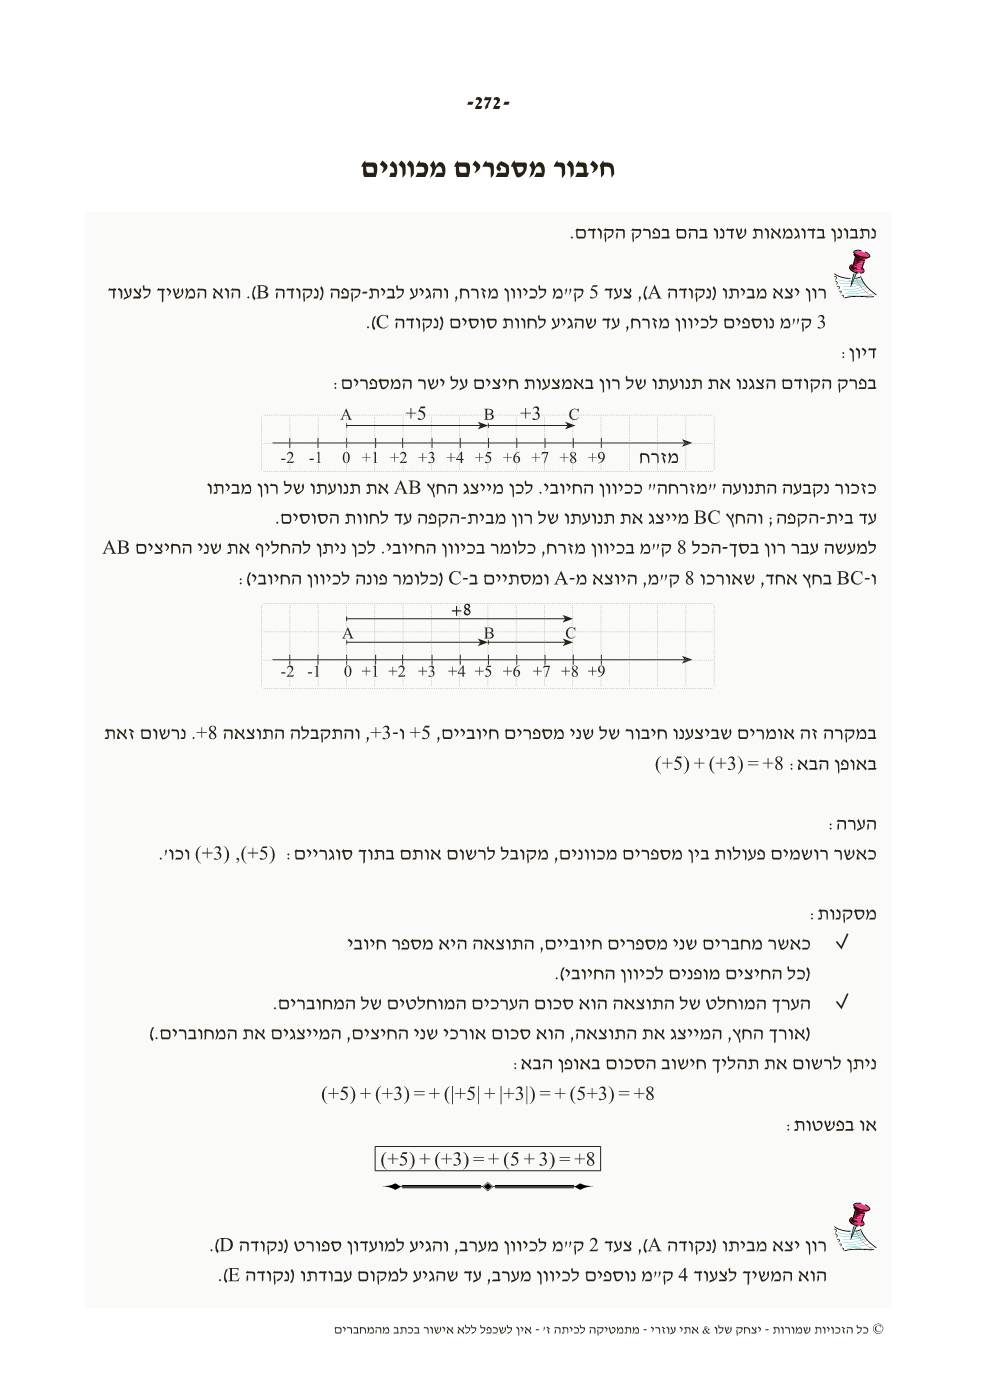 -272-
חיבור מספרים מכוונים
נתבונן בדוגמאות שדנו בהם בפרק הקודם.
רון יצא מביתו (נקודה A), צעד 5 ק״מ לכיוון מזרח, והגיע לבית-קפה (נקודה B). הוא המשיך לצעוד
3 ק״מ נוספים לכיוון מזרח, עד שהגיע לחוות סוסים (נקודה C).
דיון:
בפרק הקודם הצגנו את תנועתו של רון באמצעות חיצים על ישר המספרים:
A +5 B +3 C
-2 -1 0 +1 +2 +3 +4 +5 +6 +7 +8 +9 מזרח
כזכור נקבעה התנועה ״מזרחה״ ככיוון החיובי. לכן מייצג החץ AB את תנועתו של רון מביתו
עד בית-הקפה; והחץ BC מייצג את תנועתו של רון מבית-הקפה עד לחוות הסוסים.
למעשה עבר רון בסך-הכל 8 ק״מ בכיוון מזרח, כלומר בכיוון החיובי. לכן ניתן להחליף את שני החיצים AB
ו-BC בחץ אחד, שאורכו 8 ק״מ, היוצא מ-A ומסתיים ב-C (כלומר פונה לכיוון החיובי):
+8
A B C
-2 -1 0 +1 +2 +3 +4 +5 +6 +7 +8 +9
במקרה זה אומרים שביצענו חיבור של שני מספרים חיוביים, +5 ו-+3, והתקבלה התוצאה +8. נרשום זאת
באופן הבא: (+5) + (+3) = +8
הערה:
כאשר רושמים פעולות בין מספרים מכוונים, מקובל לרשום אותם בתוך סוגריים: (+5), (+3) וכו׳.
מסקנות:
✓ כאשר מחברים שני מספרים חיוביים, התוצאה היא מספר חיובי
(כל החיצים מופנים לכיוון החיובי).
✓ הערך המוחלט של התוצאה הוא סכום הערכים המוחלטים של המחוברים.
(אורך החץ, המייצג את התוצאה, הוא סכום אורכי שני החיצים, המייצגים את המחוברים.)
ניתן לרשום את תהליך חישוב הסכום באופן הבא:
(+5) + (+3) = + (|+5| + |+3|) = + (5+3) = +8
או בפשטות:
(+5) + (+3) = + (5 + 3) = +8
רון יצא מביתו (נקודה A), צעד 2 ק״מ לכיוון מערב, והגיע למועדון ספורט (נקודה D).
הוא המשיך לצעוד 4 ק״מ נוספים לכיוון מערב, עד שהגיע למקום עבודתו (נקודה E).
© כל הזכויות שמורות - יצחק שלו & אתי עוזרי - מתמטיקה לכיתה ז׳ - אין לשכפל ללא אישור בכתב מהמחברים